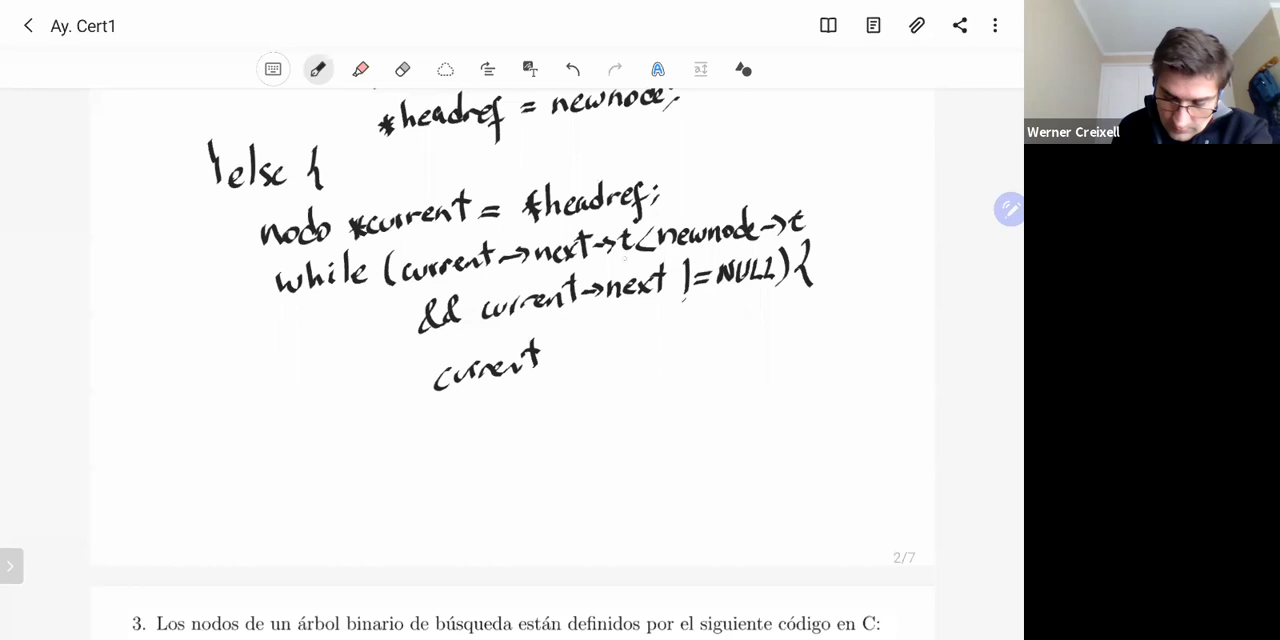 Ay. Cert1
*headref = newnode;
}else {
nodo *current = *headref;
while (current->next->t<newnode->t
&& current->next != NULL) {
current
2/7
3. Los nodos de un árbol binario de búsqueda están definidos por el siguiente código en C:
Werner Creixell